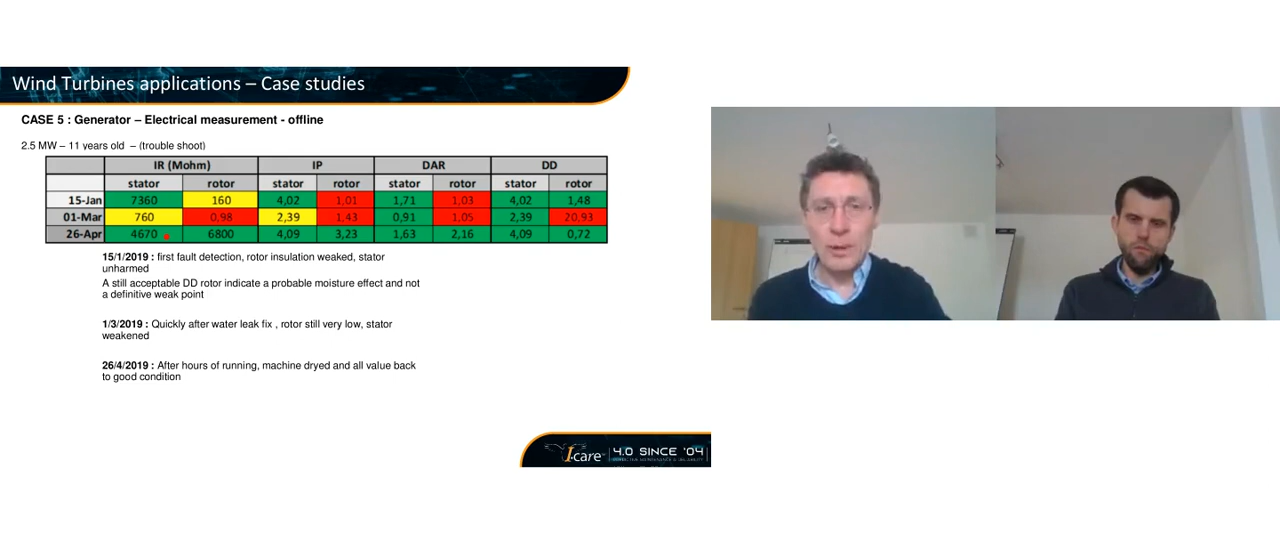 Wind Turbines applications – Case studies
CASE 5 : Generator – Electrical measurement - offline
2.5 MW – 11 years old – (trouble shoot)
IR (Mohm) IP DAR DD
stator rotor stator rotor stator rotor stator rotor
15-Jan 7360 160 4,02 1,01 1,71 1,03 4,02 1,48
01-Mar 760 0,98 2,39 1,43 0,91 1,05 2,39 20,93
26-Apr 4670 6800 4,09 3,23 1,63 2,16 4,09 0,72
15/1/2019 : first fault detection, rotor insulation weaked, stator
unharmed
A still acceptable DD rotor indicate a probable moisture effect and not
a definitive weak point
1/3/2019 : Quickly after water leak fix , rotor still very low, stator
weakened
26/4/2019 : After hours of running, machine dryed and all value back
to good condition
I-care 4.0 SINCE '04